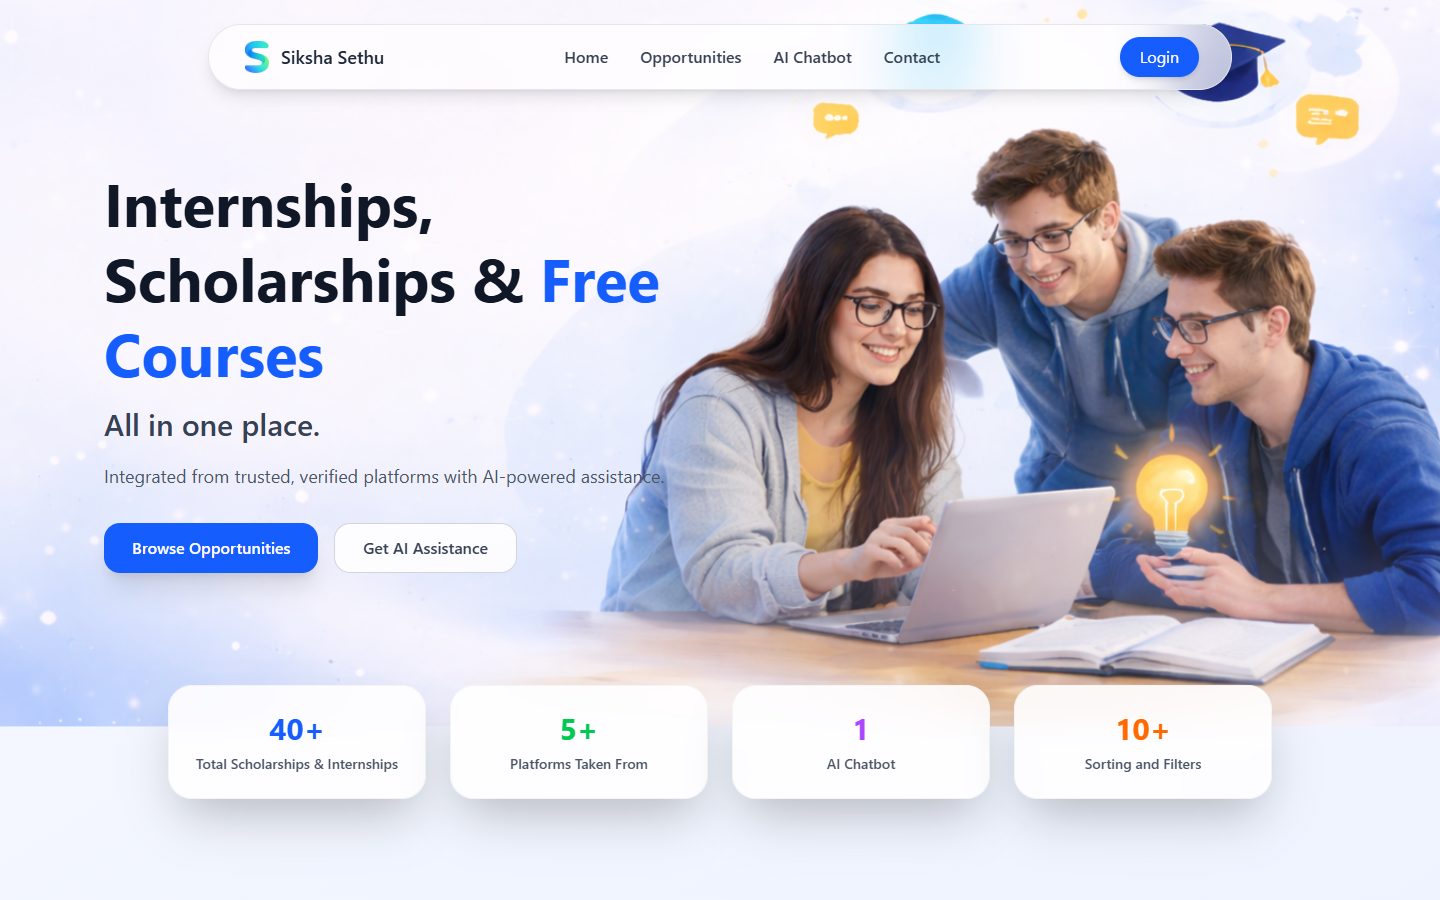 Siksha Sethu
Home
Opportunities
AI Chatbot
Contact
Login
Internships,
Scholarships & Free
Courses
All in one place.
Integrated from trusted, verified platforms with AI-powered assistance.
Browse Opportunities
Get AI Assistance
40+
Total Scholarships & Internships
5+
Platforms Taken From
1
AI Chatbot
10+
Sorting and Filters